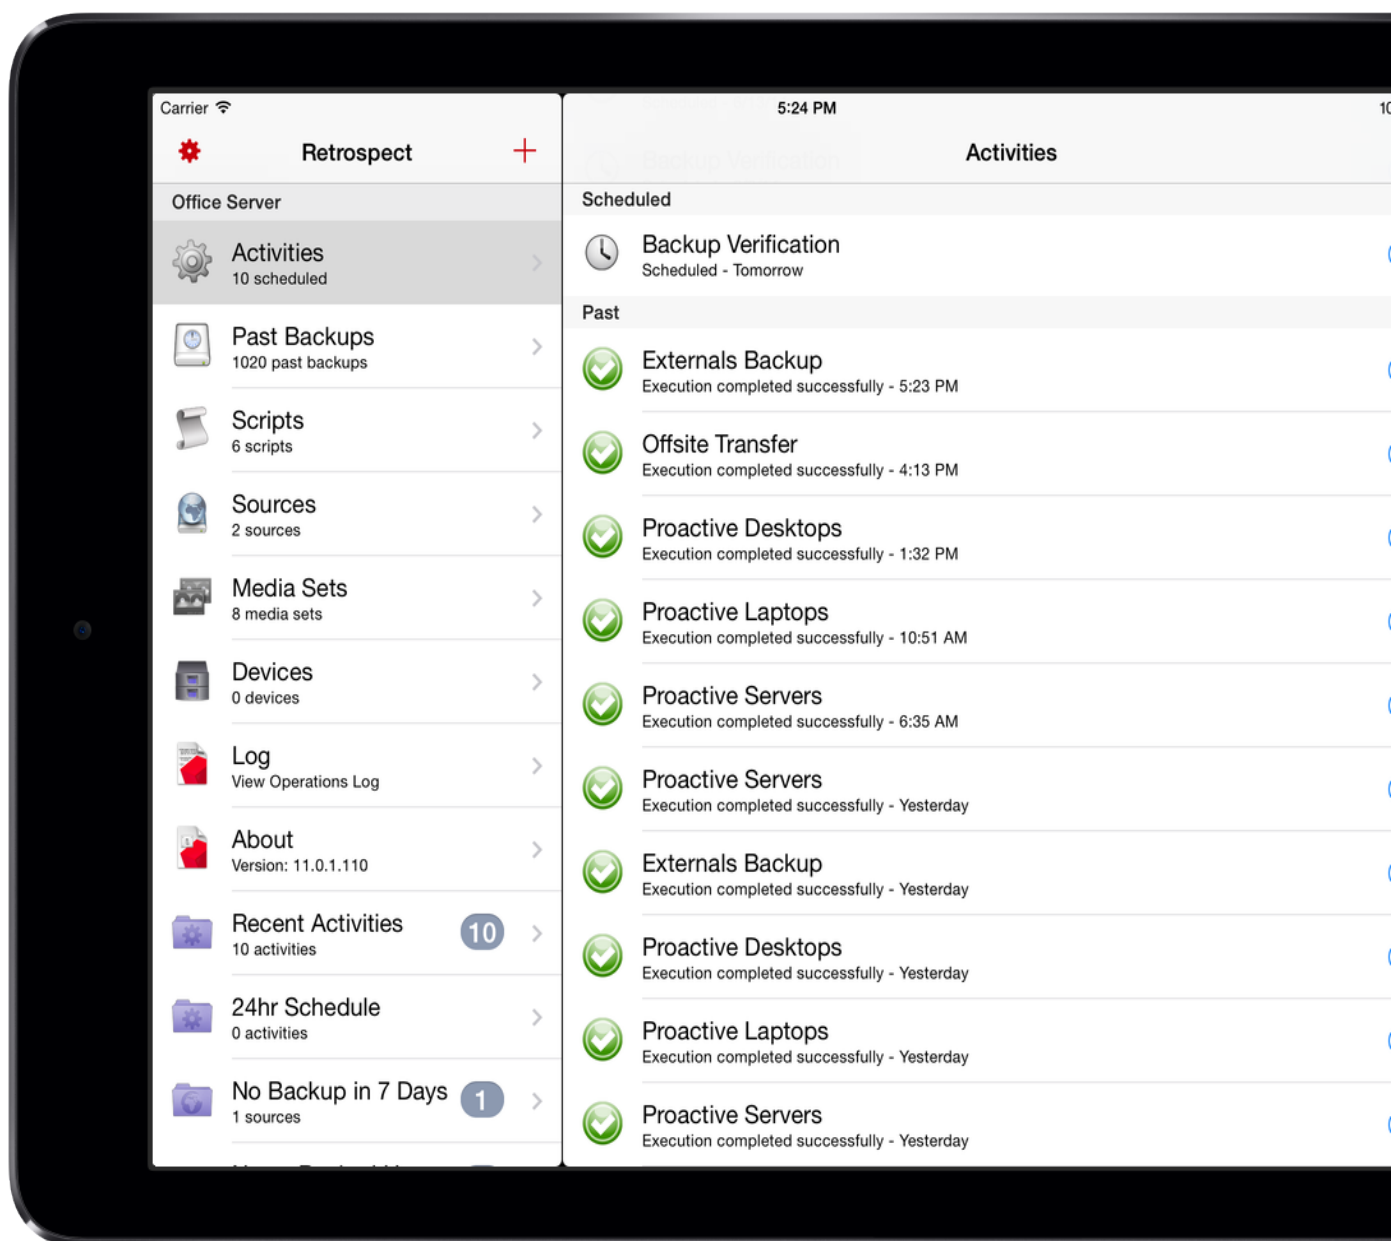 Carrier
Retrospect
Office Server
Activities
10 scheduled
Past Backups
1020 past backups
Scripts
6 scripts
Sources
2 sources
Media Sets
8 media sets
Devices
0 devices
Log
View Operations Log
About
Version: 11.0.1.110
Recent Activities 10
10 activities
24hr Schedule
0 activities
No Backup in 7 Days 1
1 sources
5:24 PM
Activities
Backup Verification
Scheduled
Backup Verification
Scheduled - Tomorrow
Past
Externals Backup
Execution completed successfully - 5:23 PM
Offsite Transfer
Execution completed successfully - 4:13 PM
Proactive Desktops
Execution completed successfully - 1:32 PM
Proactive Laptops
Execution completed successfully - 10:51 AM
Proactive Servers
Execution completed successfully - 6:35 AM
Proactive Servers
Execution completed successfully - Yesterday
Externals Backup
Execution completed successfully - Yesterday
Proactive Desktops
Execution completed successfully - Yesterday
Proactive Laptops
Execution completed successfully - Yesterday
Proactive Servers
Execution completed successfully - Yesterday